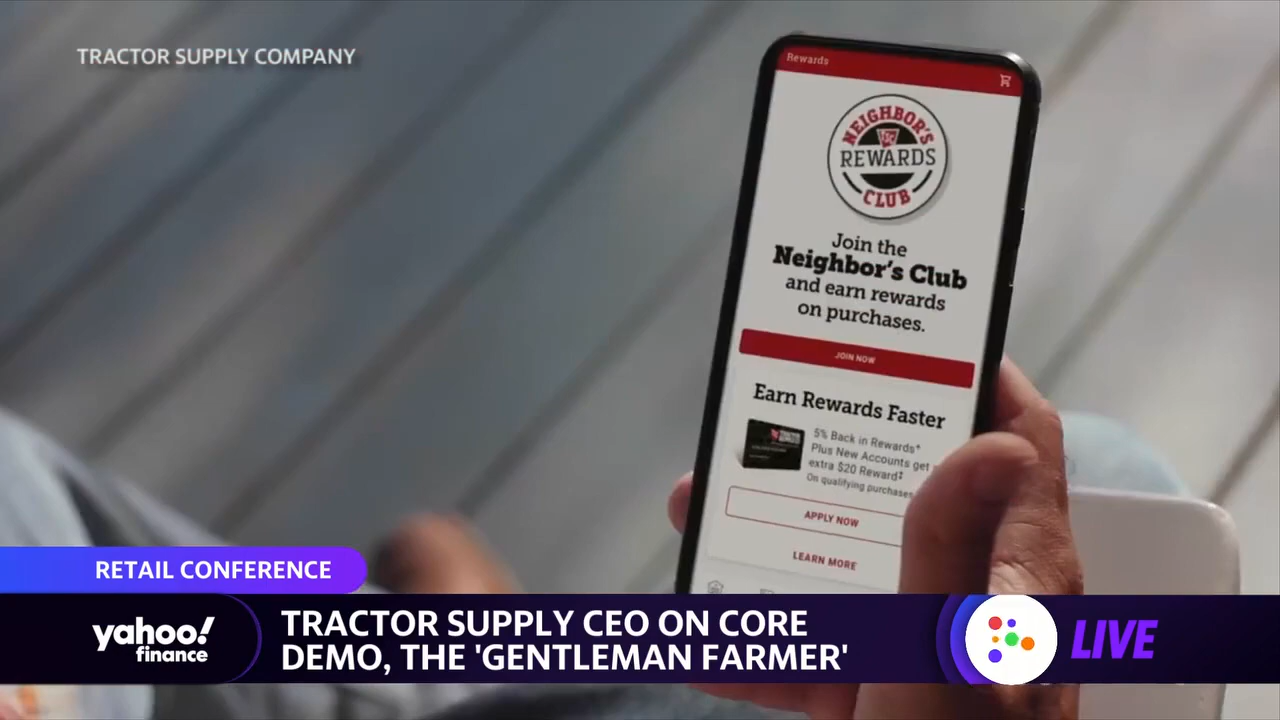 TRACTOR SUPPLY COMPANY
Rewards
NEIGHBOR'S
REWARDS
CLUB
Join the
Neighbor's Club
and earn rewards
on purchases.
JOIN NOW
Earn Rewards Faster
5% Back in Rewards*
Plus New Accounts get
extra $20 Reward‡
On qualifying purchases
APPLY NOW
LEARN MORE
RETAIL CONFERENCE
yahoo!
finance
TRACTOR SUPPLY CEO ON CORE
DEMO, THE 'GENTLEMAN FARMER'
LIVE